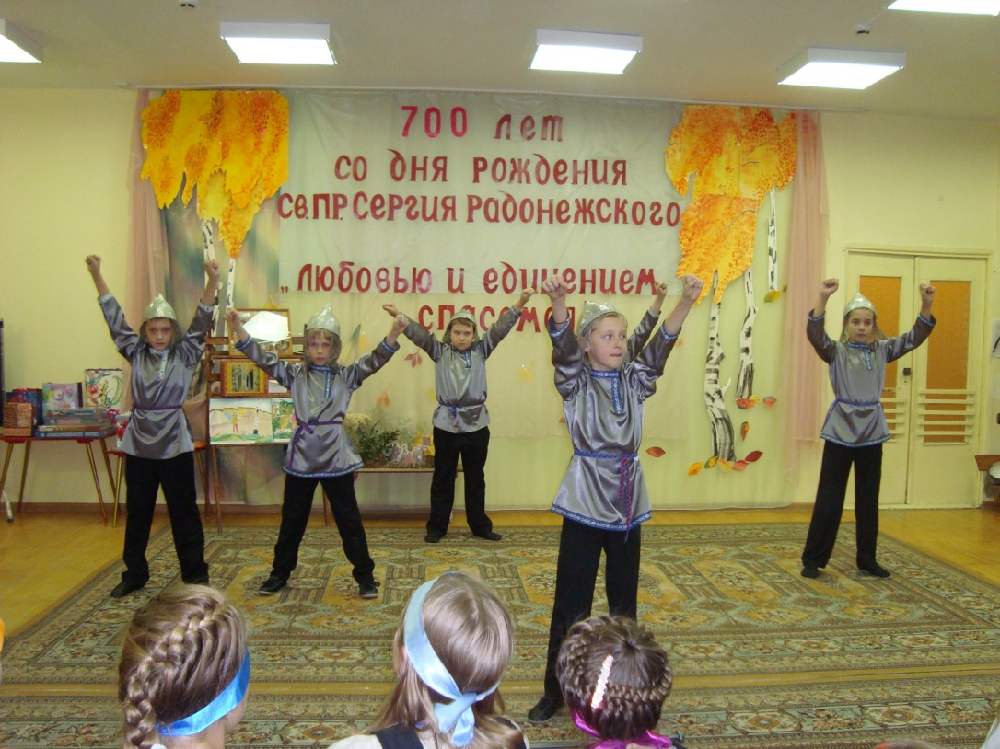 700 лет
со дня рождения
Св.пр. Сергия Радонежского
„Любовью и единением
спасемся